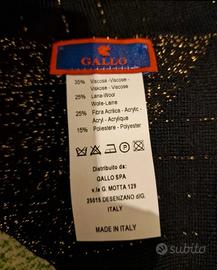 GALLO
35% Viscosa -Viscose -
Viskose - Viscose
25% Lana-Wool
Wolle-Laine
25% Fibra Acrilica - Acrylic -
Acryl - Acrylique
15% Poliestere - Polyester
Distribuito da:
GALLO SPA
v.le G. MOTTA 129
25015 DESENZANO d/G.
ITALY
MADE IN ITALY
subito